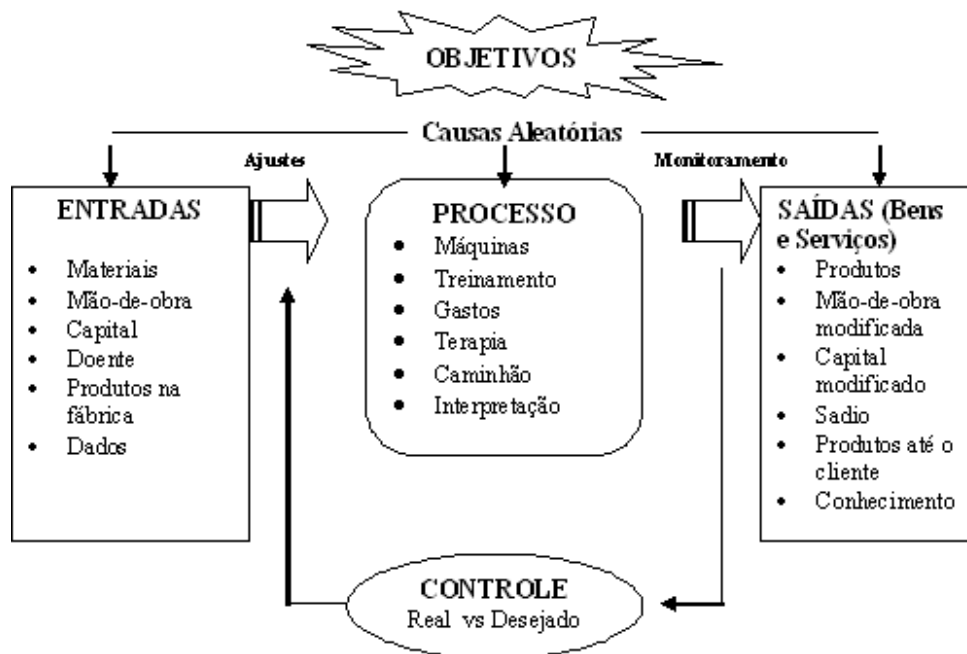 OBJETIVOS
Causas Aleatórias
Ajustes
Monitoramento
ENTRADAS
• Materiais
• Mão-de-obra
• Capital
• Doente
• Produtos na
fábrica
• Dados
PROCESSO
• Máquinas
• Treinamento
• Gastos
• Terapia
• Caminhão
• Interpretação
SAÍDAS (Bens
e Serviços)
• Produtos
• Mão-de-obra
modificada
• Capital
modificado
• Sadio
• Produtos até o
cliente
• Conhecimento
CONTROLE
Real vs Desejado